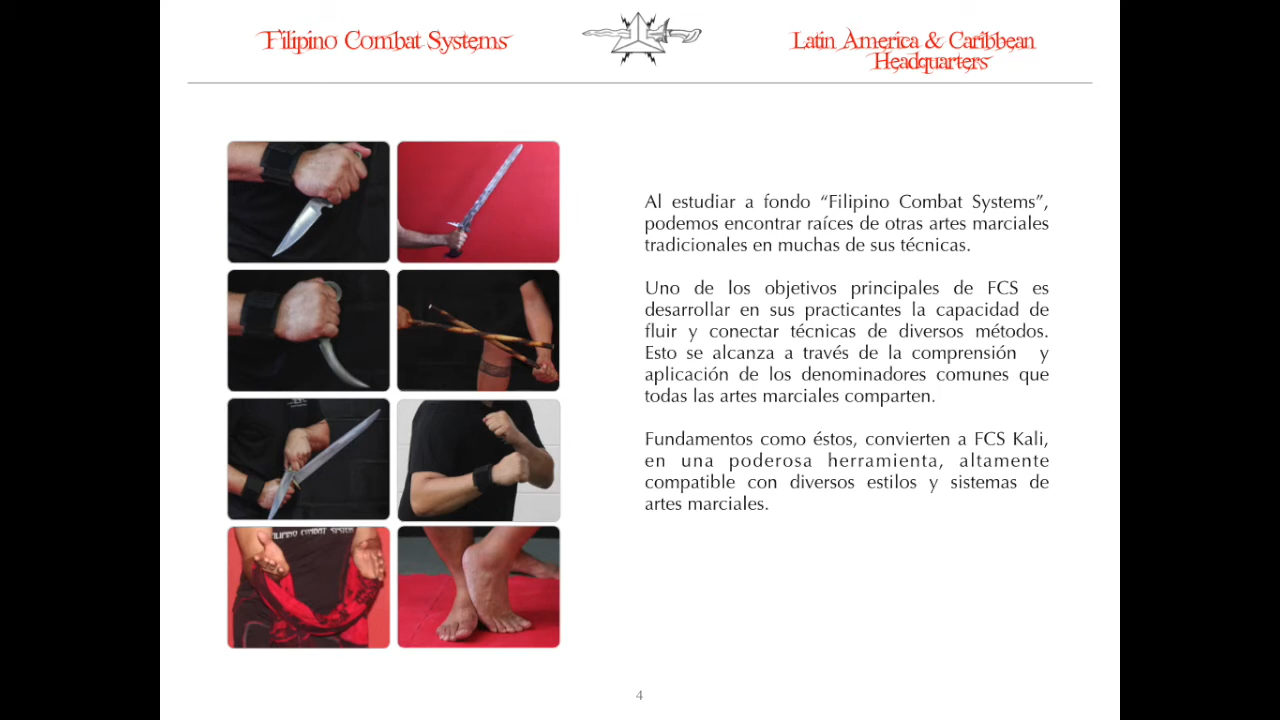 Filipino Combat Systems
Latin America & Caribbean
Headquarters
Al estudiar a fondo “Filipino Combat Systems”,
podemos encontrar raíces de otras artes marciales
tradicionales en muchas de sus técnicas.
Uno de los objetivos principales de FCS es
desarrollar en sus practicantes la capacidad de
fluir y conectar técnicas de diversos métodos.
Esto se alcanza a través de la comprensión y
aplicación de los denominadores comunes que
todas las artes marciales comparten.
Fundamentos como éstos, convierten a FCS Kali,
en una poderosa herramienta, altamente
compatible con diversos estilos y sistemas de
artes marciales.
FILIPINO COMBAT SYSTEM
4